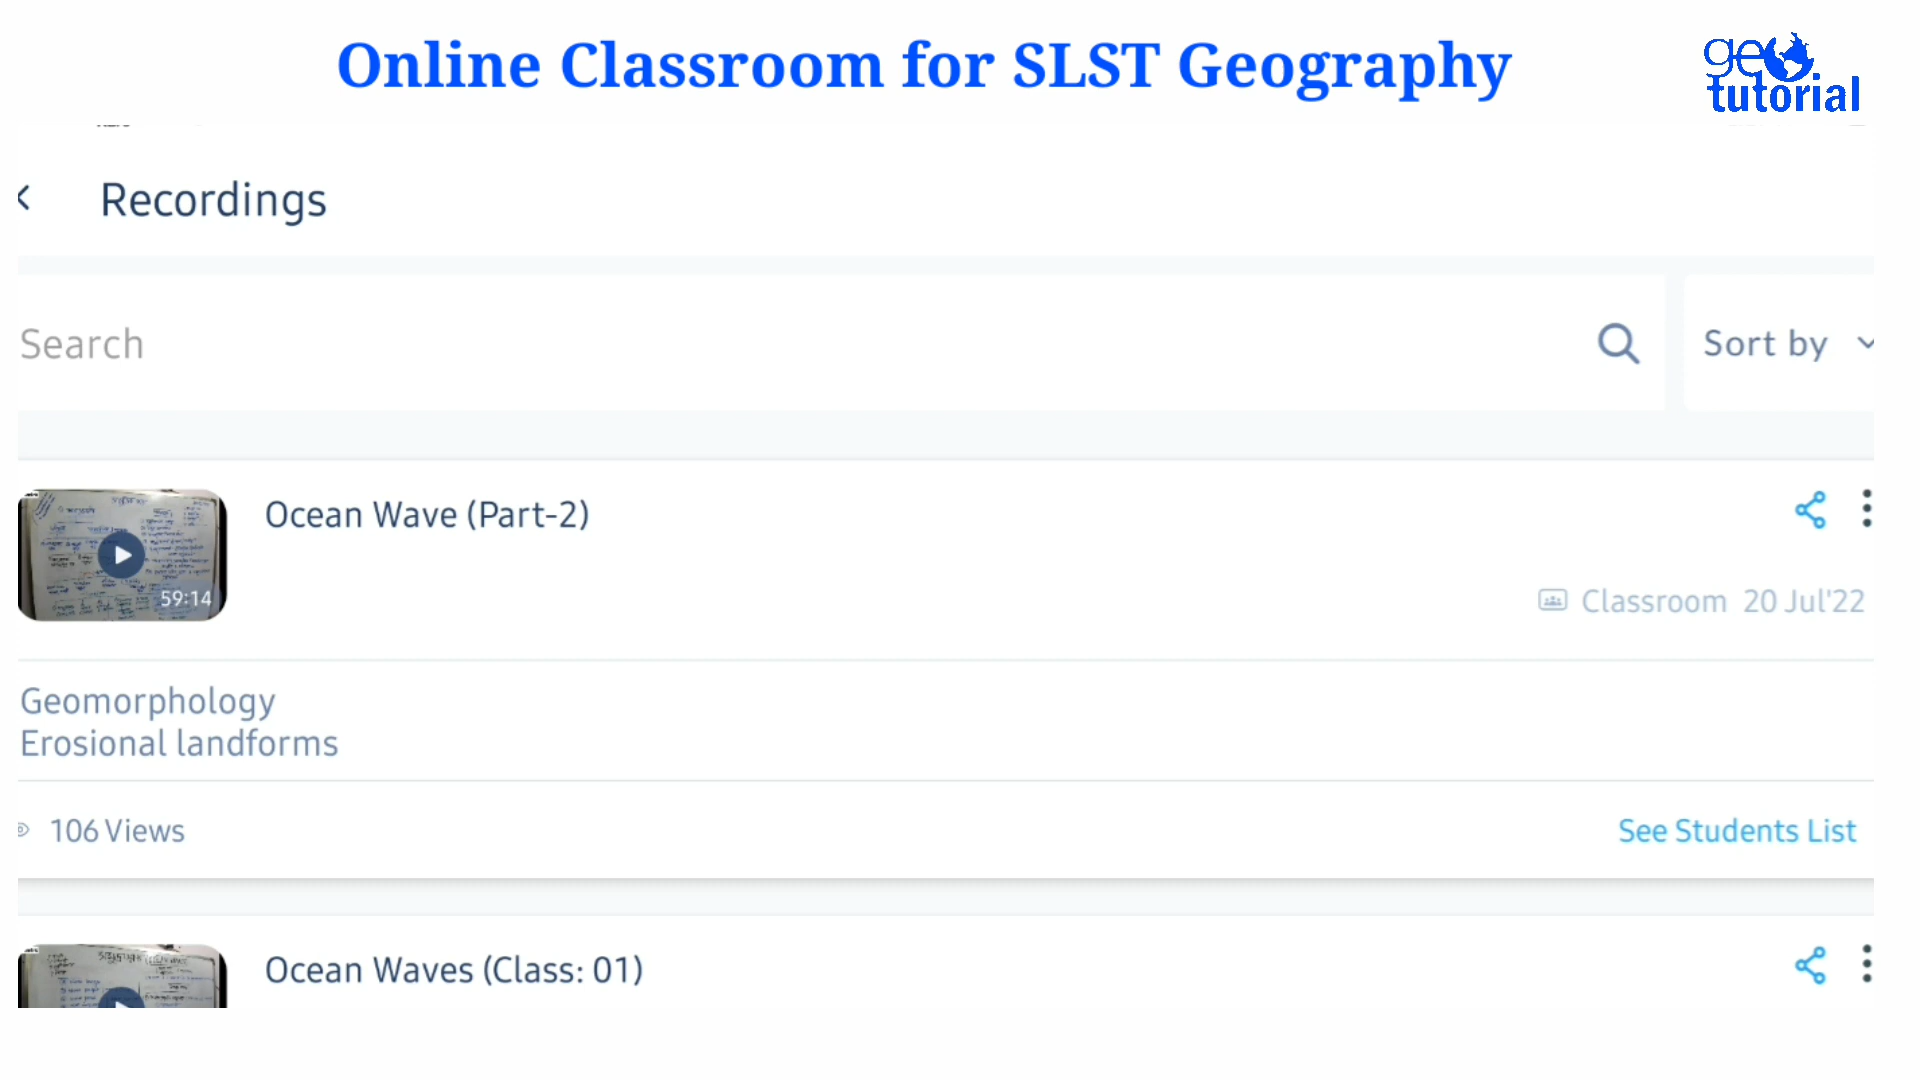 Online Classroom for SLST Geography
geo
tutorial
Recordings
Search
Sort by
Ocean Wave (Part-2)
59:14
Classroom 20 Jul'22
Geomorphology
Erosional landforms
106 Views
See Students List
Ocean Waves (Class: 01)